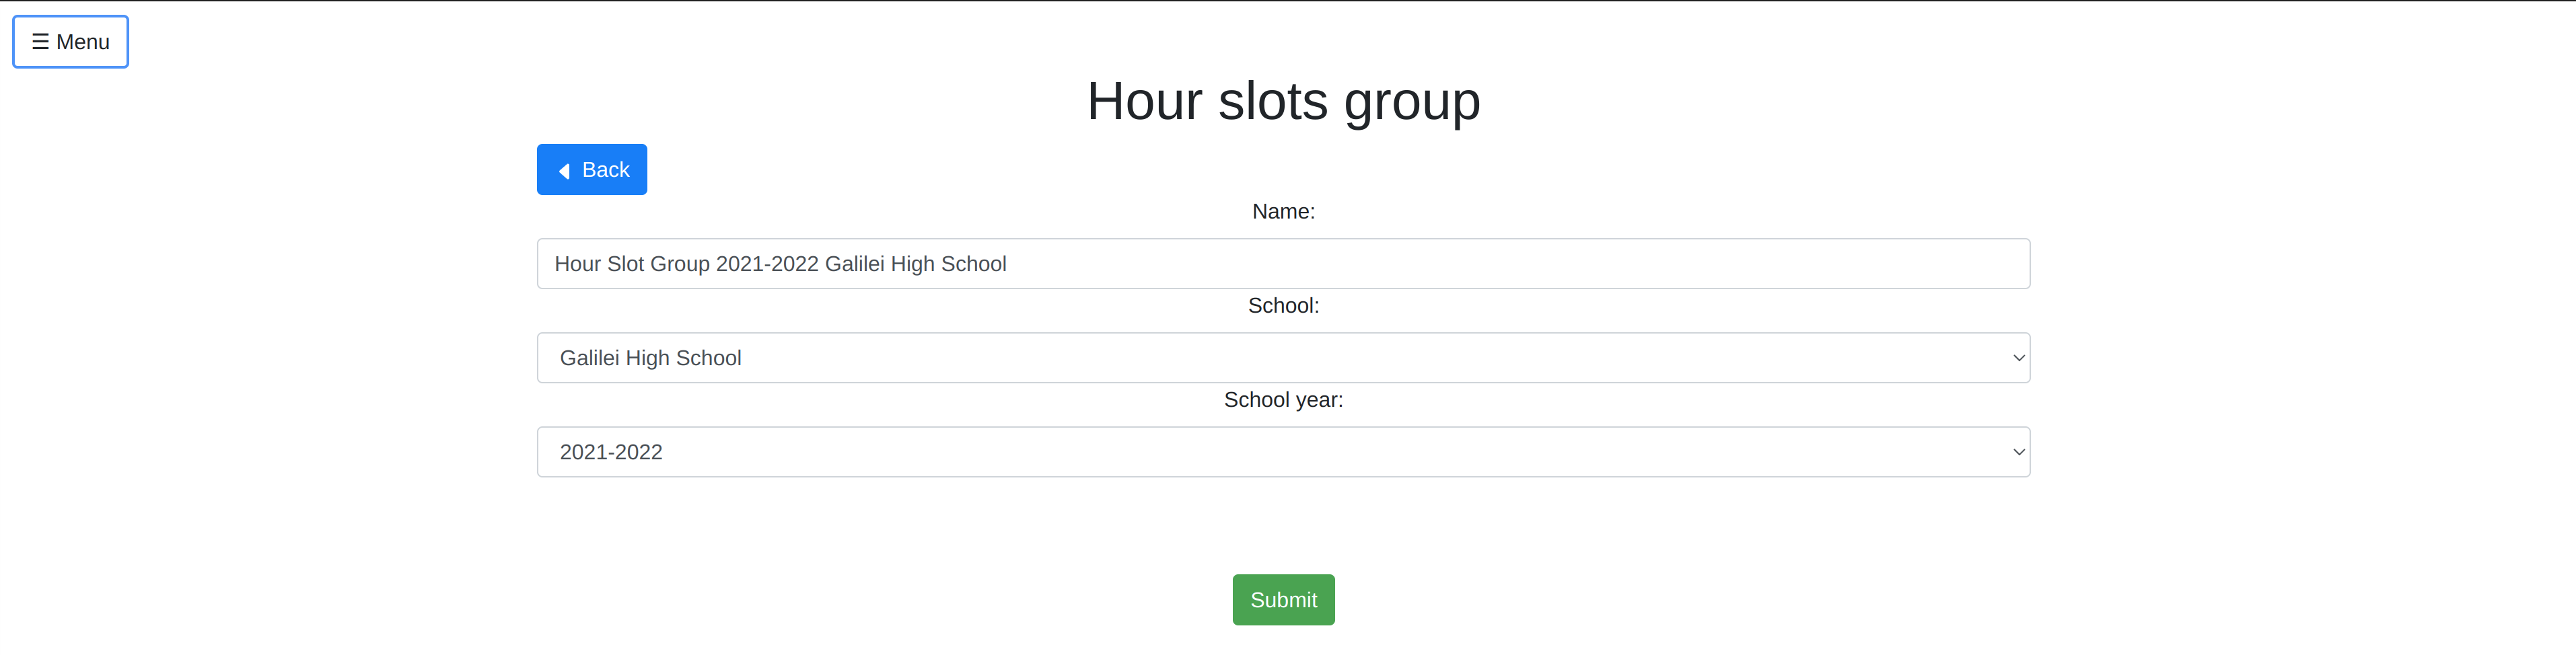 ☰ Menu
Hour slots group
Back
Name:
Hour Slot Group 2021-2022 Galilei High School
School:
Galilei High School
School year:
2021-2022
Submit